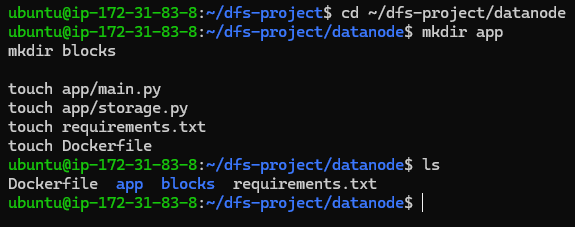 ubuntu@ip-172-31-83-8:~/dfs-project$ cd ~/dfs-project/datanode
ubuntu@ip-172-31-83-8:~/dfs-project/datanode$ mkdir app
mkdir blocks
touch app/main.py
touch app/storage.py
touch requirements.txt
touch Dockerfile
ubuntu@ip-172-31-83-8:~/dfs-project/datanode$ ls
Dockerfile  app  blocks  requirements.txt
ubuntu@ip-172-31-83-8:~/dfs-project/datanode$